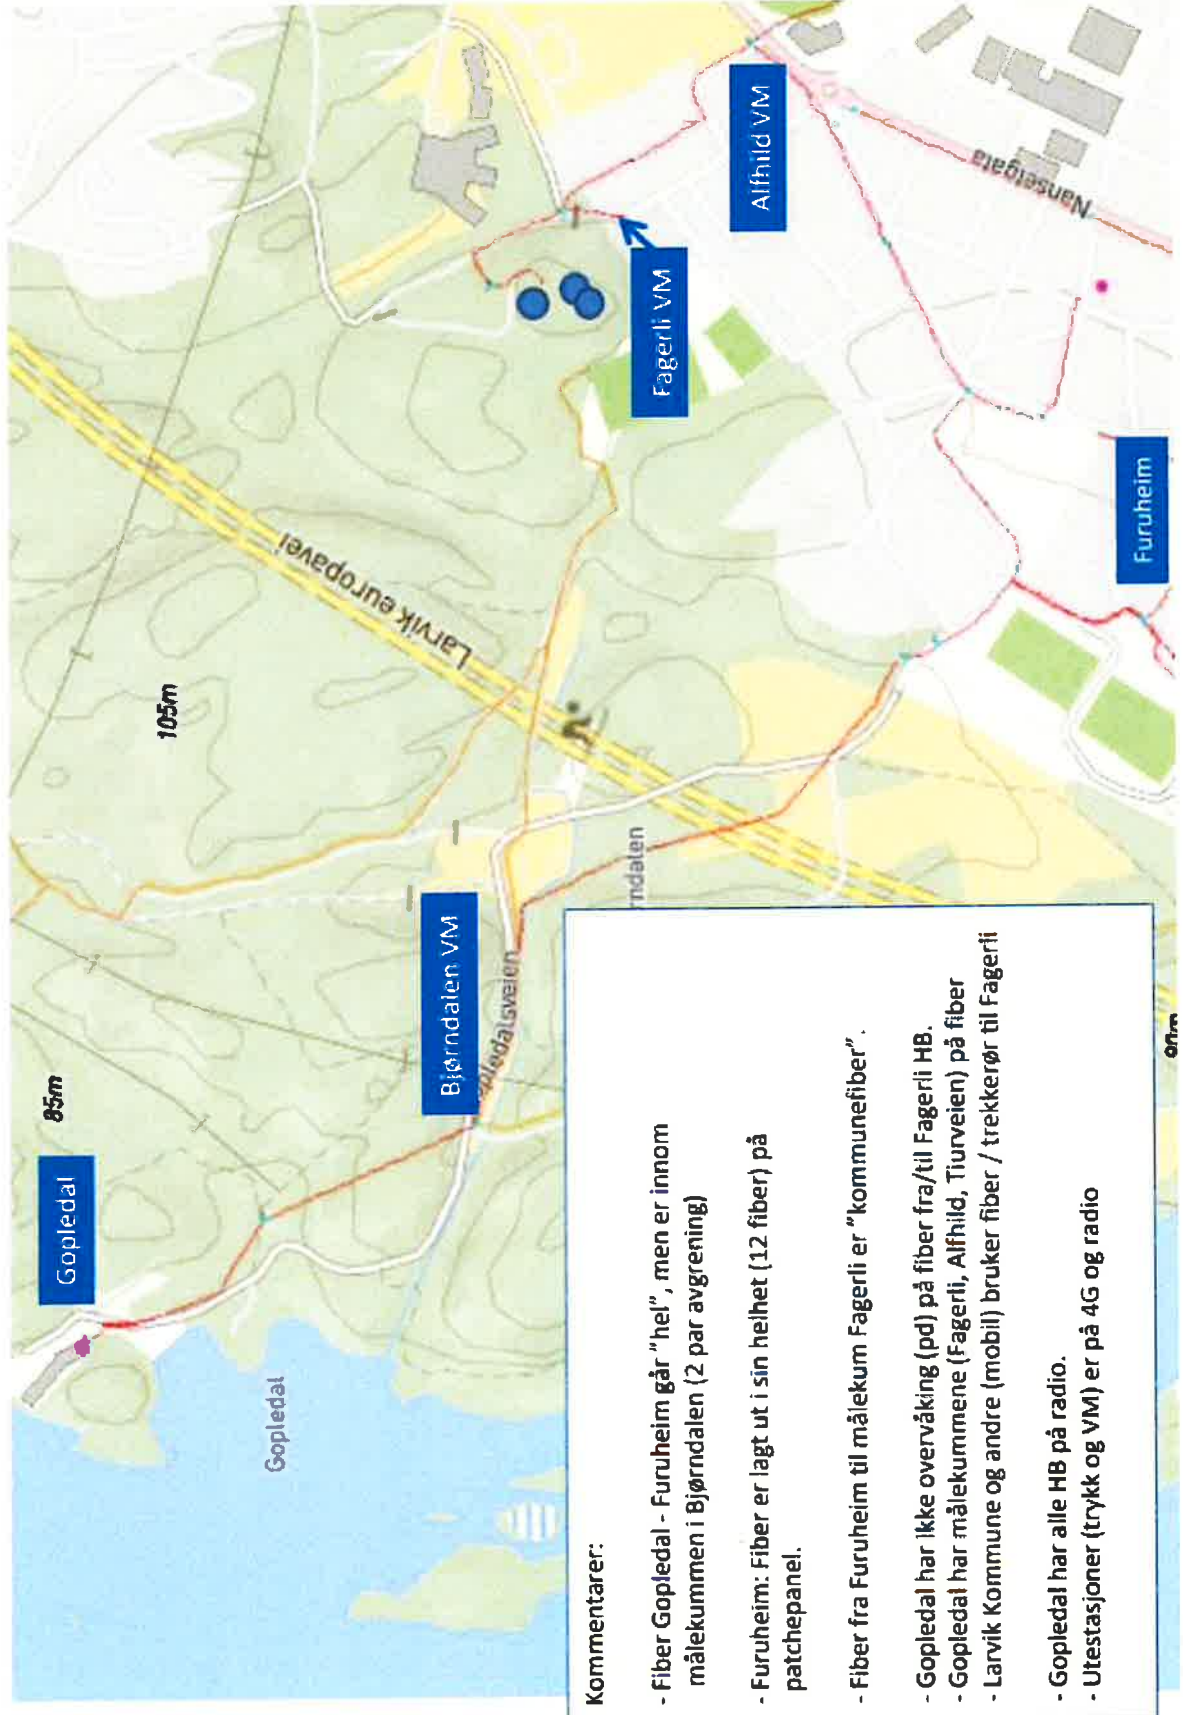 Gopledal
85m
105m
Gopledal
Bjørndalen VM
opledalsveien
Larvik europavei
rndalen
Fagerli VM
Alfhild VM
Nansetgata
Furuheim
90m
Kommentarer:
- Fiber Gopledal - Furuheim går "hel", men er innom
målekummen i Bjørndalen (2 par avgrening)
- Furuheim: Fiber er lagt ut i sin helhet (12 fiber) på
patchepanel.
- Fiber fra Furuheim til målekum Fagerli er "kommunefiber".
- Gopledal har ikke overvåking (pd) på fiber fra/til Fagerli HB.
- Gopledal har målekummene (Fagerli, Alfhild, Tiurveien) på fiber
- Larvik Kommune og andre (mobil) bruker fiber / trekkerør til Fagerli
- Gopledal har alle HB på radio.
- Utestasjoner (trykk og VM) er på 4G og radio